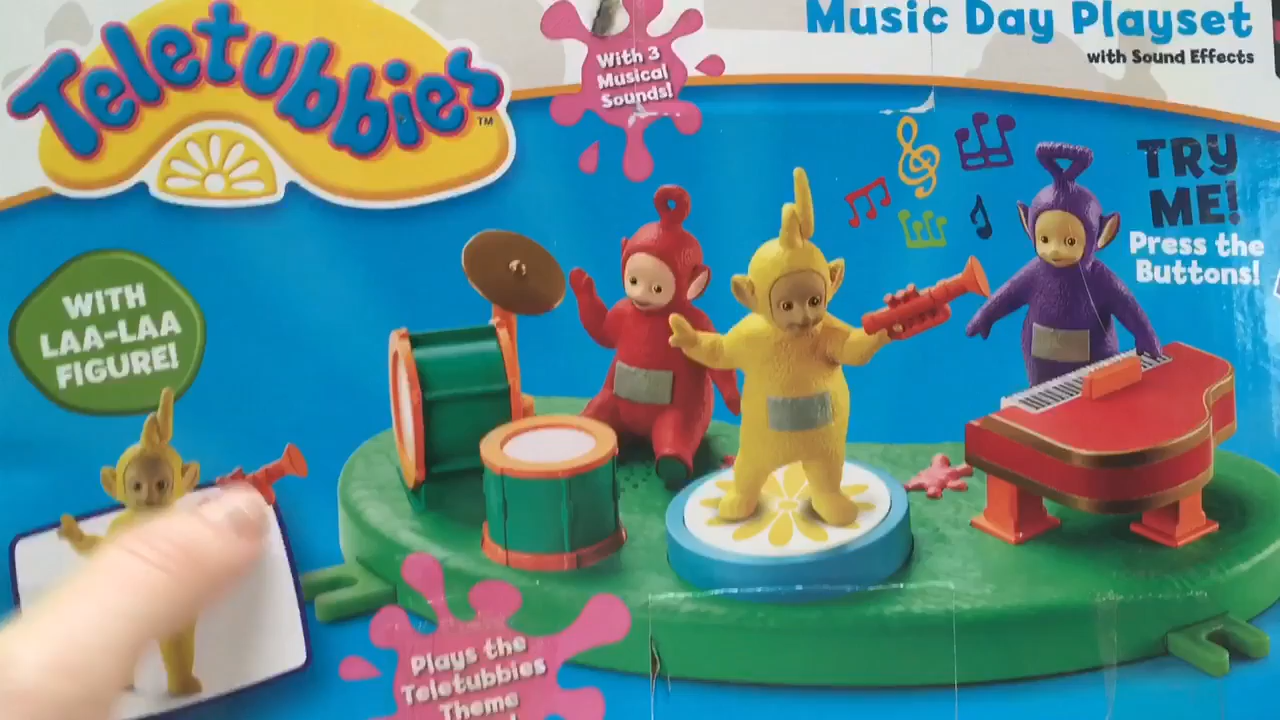 Teletubbies™
With 3
Musical
Sounds!
Music Day Playset
with Sound Effects
TRY
ME!
Press the
Buttons!
WITH
LAA-LAA
FIGURE!
Plays the
Teletubbies
Theme